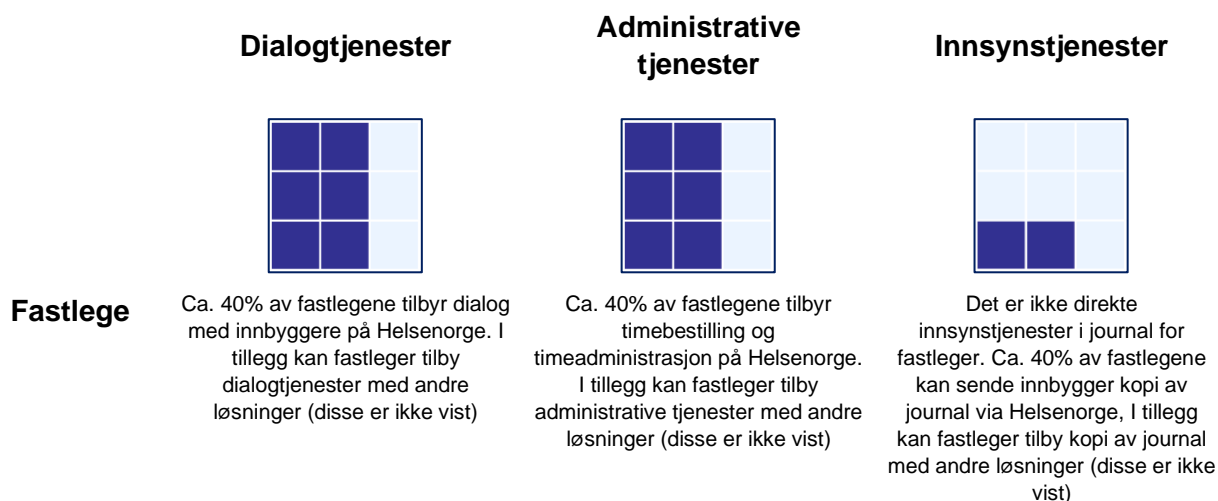 Dialogtjenester
Administrative
tjenester
Innsynstjenester
Fastlege
Ca. 40% av fastlegene tilbyr dialog
med innbyggere på Helsenorge. I
tillegg kan fastleger tilby
dialogtjenester med andre
løsninger (disse er ikke vist)
Ca. 40% av fastlegene tilbyr
timebestilling og
timeadministrasjon på Helsenorge.
I tillegg kan fastleger tilby
administrative tjenester med andre
løsninger (disse er ikke vist)
Det er ikke direkte
innsynstjenester i journal for
fastleger. Ca. 40% av fastlegene
kan sende innbygger kopi av
journal via Helsenorge, I tillegg
kan fastleger tilby kopi av journal
med andre løsninger (disse er ikke
vist)